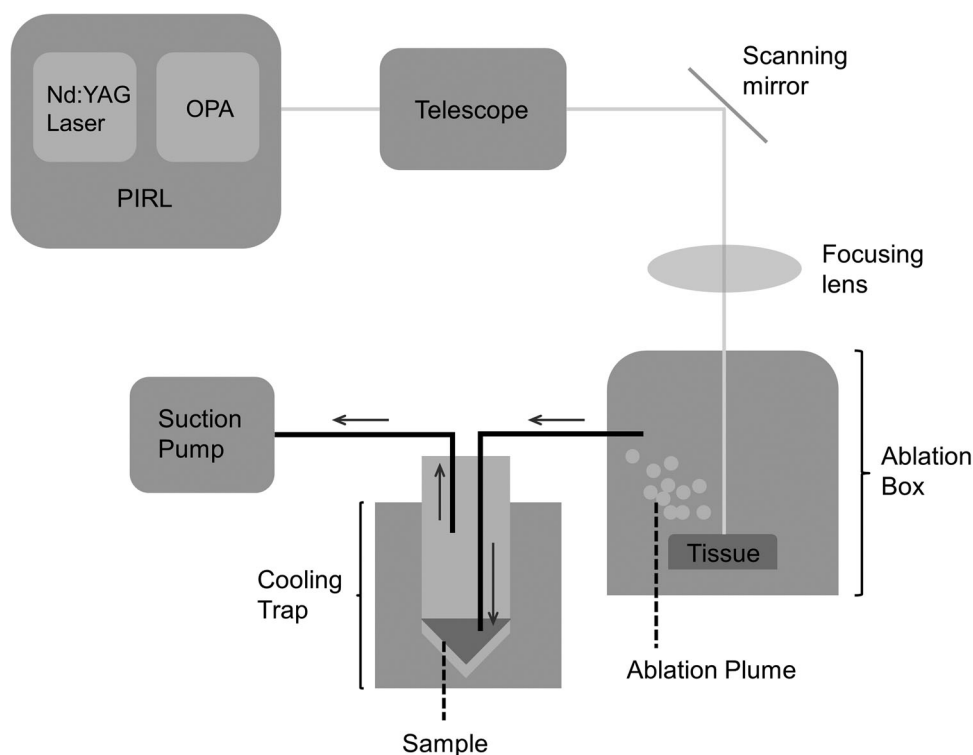 Nd:YAG
Laser
OPA
PIRL
Telescope
Scanning
mirror
Focusing
lens
Suction
Pump
Ablation
Box
Tissue
Cooling
Trap
Ablation Plume
Sample